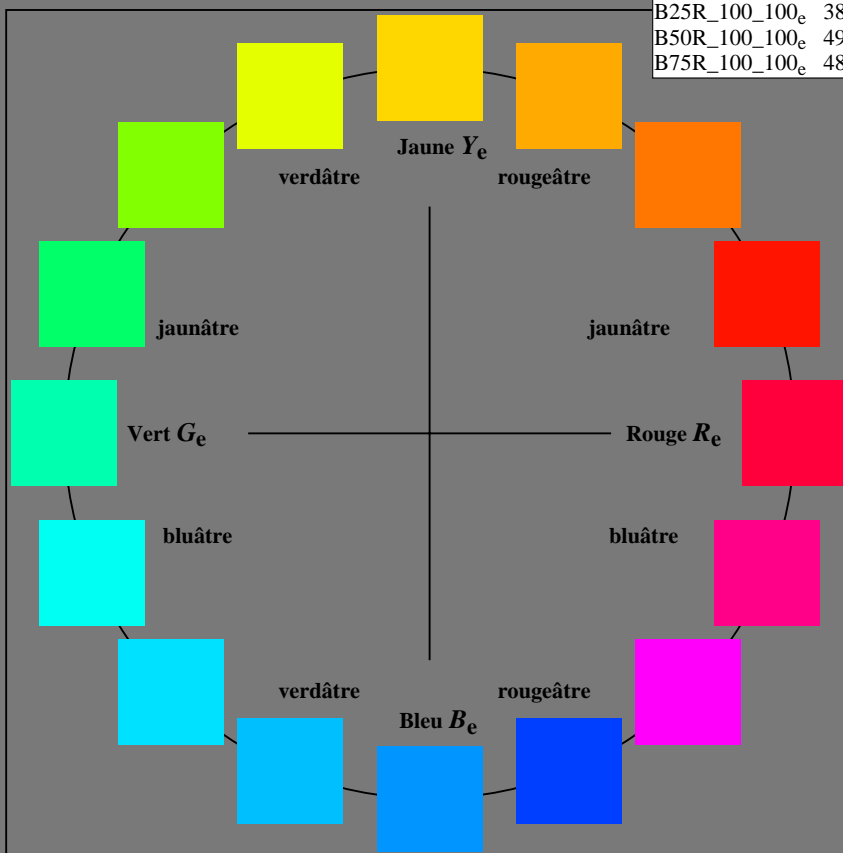 B25R_100_100e 38
B50R_100_100e 49
B75R_100_100e 48
Jaune Ye
verdâtre rougeâtre
jaunâtre jaunâtre
Vert Ge Rouge Re
bluâtre bluâtre
verdâtre rougeâtre
Bleu Be